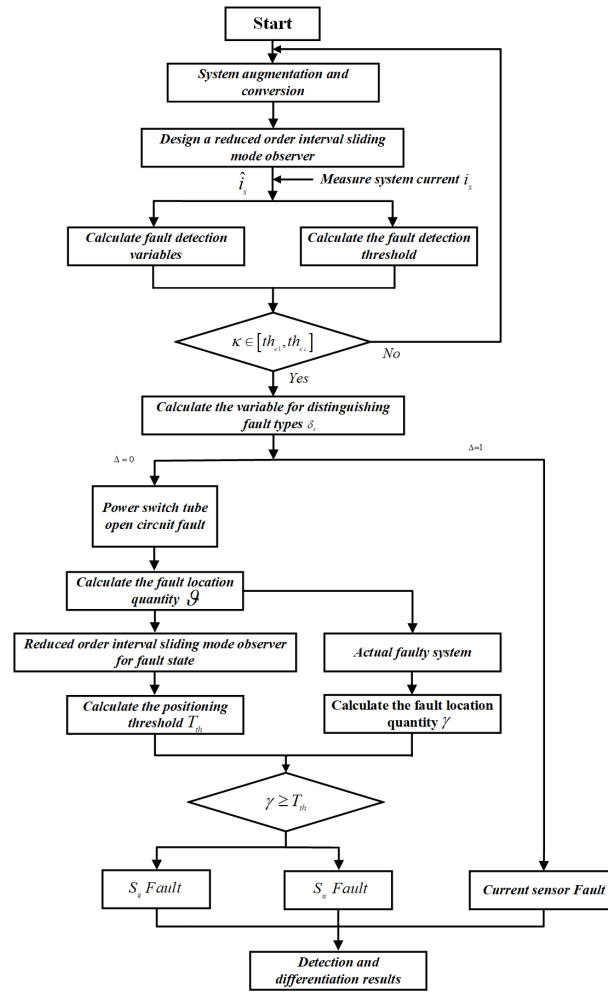 Start
System augmentation and
conversion
Design a reduced order interval sliding
mode observer
î_x
Measure system current i_x
Calculate fault detection
variables
Calculate the fault detection
threshold
κ ∈ [th_κ1, th_κ2]
No
Yes
Calculate the variable for distinguishing
fault types δ_x
Δ = 0
Δ=1
Power switch tube
open circuit fault
Calculate the fault location
quantity ϑ
Reduced order interval sliding mode observer
for fault state
Actual faulty system
Calculate the positioning
threshold T_th
Calculate the fault location
quantity γ
γ ≥ T_th
S_ij Fault
Fault
Current sensor Fault
Detection and
differentiation results